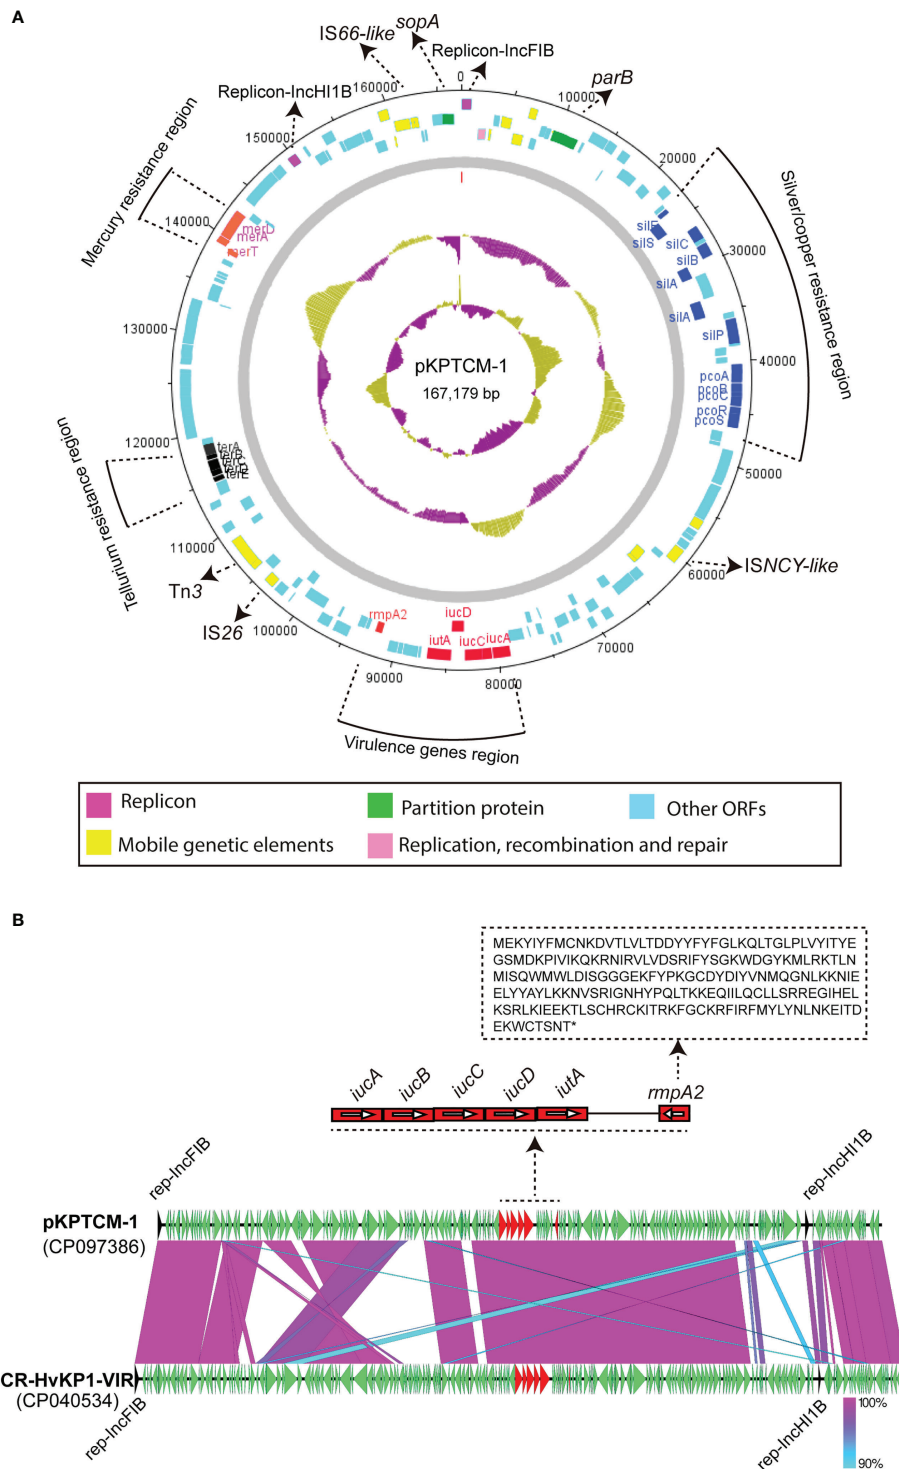 A
IS66-like
sopA
Replicon-IncFIB
parB
Replicon-IncHI1B
160000
0
10000
150000
20000
Mercury resistance region
Silver/copper resistance region
140000
merD
merA
merT
silE
silS
silC
silB
silA
silA
silP
30000
130000
pKPTCM-1
167,179 bp
40000
pcoA
pcoB
pcoC
pcoR
pcoS
120000
terA
terB
terC
terD
terE
Tellurium resistance region
50000
110000
Tn3
IS26
100000
60000
ISNCY-like
rmpA2
iucD
iutA
iucC
iucA
70000
90000
80000
Virulence genes region
Replicon
Partition protein
Other ORFs
Mobile genetic elements
Replication, recombination and repair
B
MEKYIYFMCNKDVTLVLTDDYYFYFGLKQLTGLPLVYITYE
GSMDKPIVIKQKRNIRVLVDSRIFYSGKWDGYKMLRKTLN
MISQWMWLDISGGGEKFYPKGCDYDIYVNMQGNLKKNIE
ELYYAYLKKNVSRIGNHYPQLTKKEQIILQCLLSRREGIHEL
KSRLKIEEKTLSCHRCKITRKFGCKRFIRFMYLYNLNKEITD
EKWCTSNT*
iucA
iucB
iucC
iucD
iutA
rmpA2
rep-IncFIB
rep-IncHI1B
pKPTCM-1
(CP097386)
CR-HvKP1-VIR
(CP040534)
rep-IncFIB
rep-IncHI1B
100%
90%